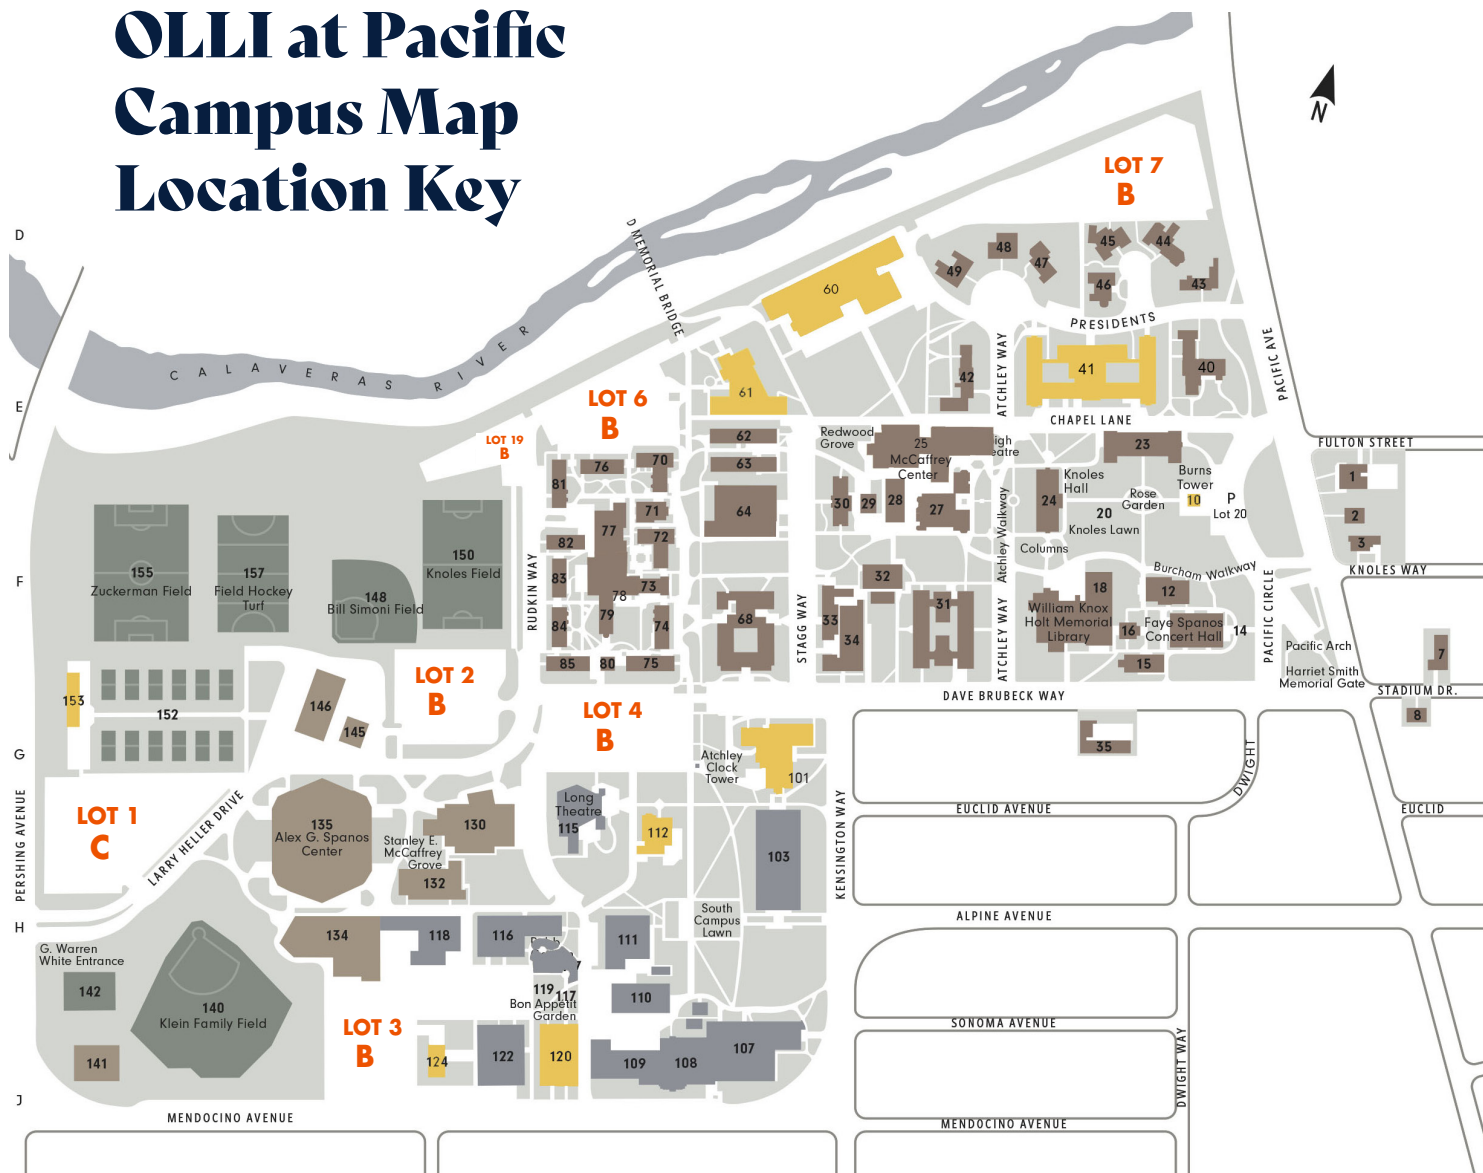 OLLI at Pacific
Campus Map
Location Key
N
D
E
F
G
H
J
CALAVERAS RIVER
D MEMORIAL BRIDGE
LOT 7
B
48
45
44
49
47
46
43
60
PRESIDENTS
PACIFIC AVE
ATCHLEY WAY
42
41
40
61
CHAPEL LANE
LOT 6
B
LOT 19
B
62
63
64
Redwood
Grove
25
McCaffrey
Center
23
FULTON STREET
1
2
3
KNOLES WAY
76
70
81
71
77
72
82
83
73
78
79
84
74
85
80
75
30
29
28
27
24
Knoles
Hall
Rose
Garden
Burns
Tower
10
P
Lot 20
20
Knoles Lawn
Columns
Atchley Walkway
Burcham Walkway
155
Zuckerman Field
157
Field Hockey
Turf
148
Bill Simoni Field
150
Knoles Field
RUDKIN WAY
68
STAGG WAY
32
33
34
31
ATCHLEY WAY
18
William Knox
Holt Memorial
Library
12
16
Faye Spanos
Concert Hall
15
14
PACIFIC CIRCLE
Pacific Arch
Harriet Smith
Memorial Gate
7
STADIUM DR.
8
DAVE BRUBECK WAY
153
152
146
145
LOT 2
B
LOT 4
B
Atchley
Clock
Tower
101
35
DWIGHT
EUCLID AVENUE
EUCLID
PERSHING AVENUE
LOT 1
C
LARRY HELLER DRIVE
135
Alex G. Spanos
Center
130
Stanley E.
McCaffrey
Grove
132
Long
Theatre
115
112
103
KENSINGTON WAY
ALPINE AVENUE
South
Campus
Lawn
G. Warren
White Entrance
142
140
Klein Family Field
141
134
118
116
111
119
117
Bon Appetit
Garden
110
LOT 3
B
124
122
120
109
108
107
SONOMA AVENUE
DWIGHT WAY
MENDOCINO AVENUE
MENDOCINO AVENUE